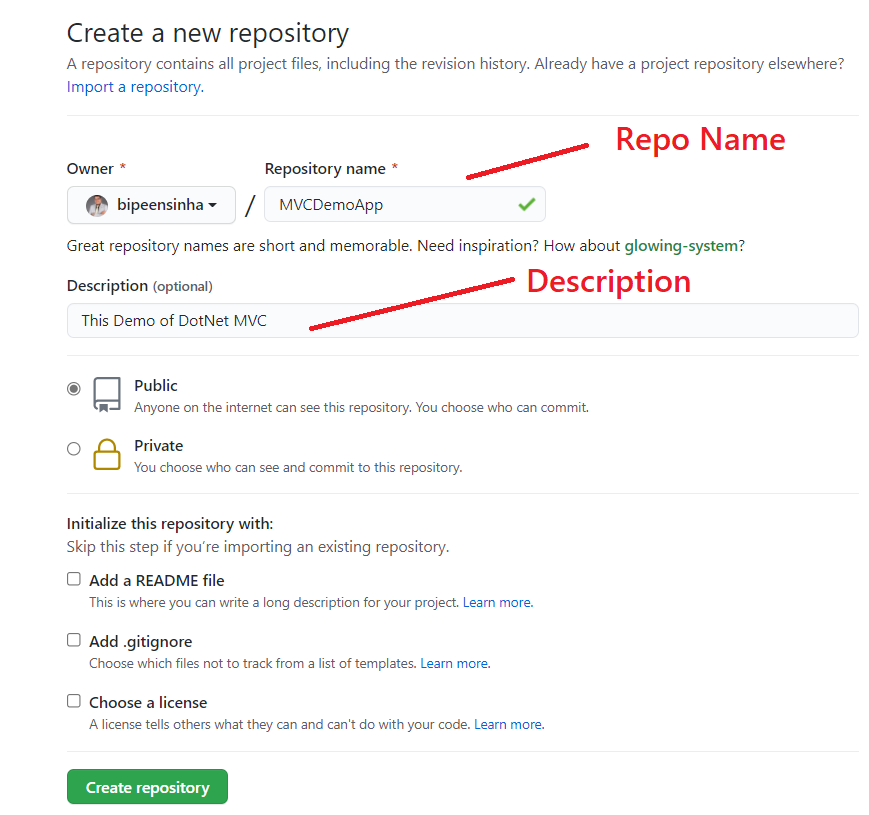 Create a new repository
A repository contains all project files, including the revision history. Already have a project repository elsewhere?
Import a repository.
Repo Name
Owner * Repository name *
bipeensinha / MVCDemoApp
Great repository names are short and memorable. Need inspiration? How about glowing-system?
Description (optional)
Description
This Demo of DotNet MVC
Public
Anyone on the internet can see this repository. You choose who can commit.
Private
You choose who can see and commit to this repository.
Initialize this repository with:
Skip this step if you’re importing an existing repository.
Add a README file
This is where you can write a long description for your project. Learn more.
Add .gitignore
Choose which files not to track from a list of templates. Learn more.
Choose a license
A license tells others what they can and can't do with your code. Learn more.
Create repository